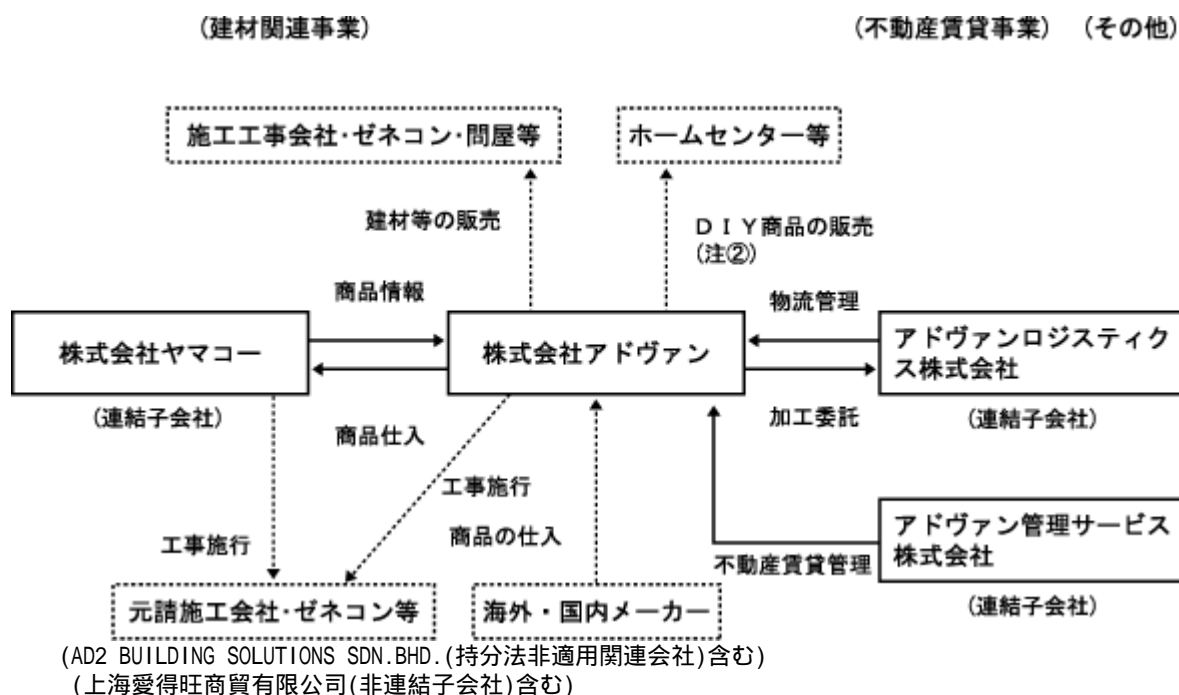 (建材関連事業)
(不動産賃貸事業) (その他)
施工工事会社･ゼネコン･問屋等
ホームセンター等
建材等の販売
ＤＩＹ商品の販売
(注②)
商品情報
物流管理
株式会社ヤマコー
株式会社アドヴァン
アドヴァンロジスティク
ス株式会社
(連結子会社)
商品仕入
加工委託
(連結子会社)
工事施行
商品の仕入
アドヴァン管理サービス
株式会社
工事施行
不動産賃貸管理
(連結子会社)
元請施工会社･ゼネコン等
海外・国内メーカー
(AD2 BUILDING SOLUTIONS SDN.BHD.(持分法非適用関連会社)含む)
(上海愛得旺商貿有限公司(非連結子会社)含む)